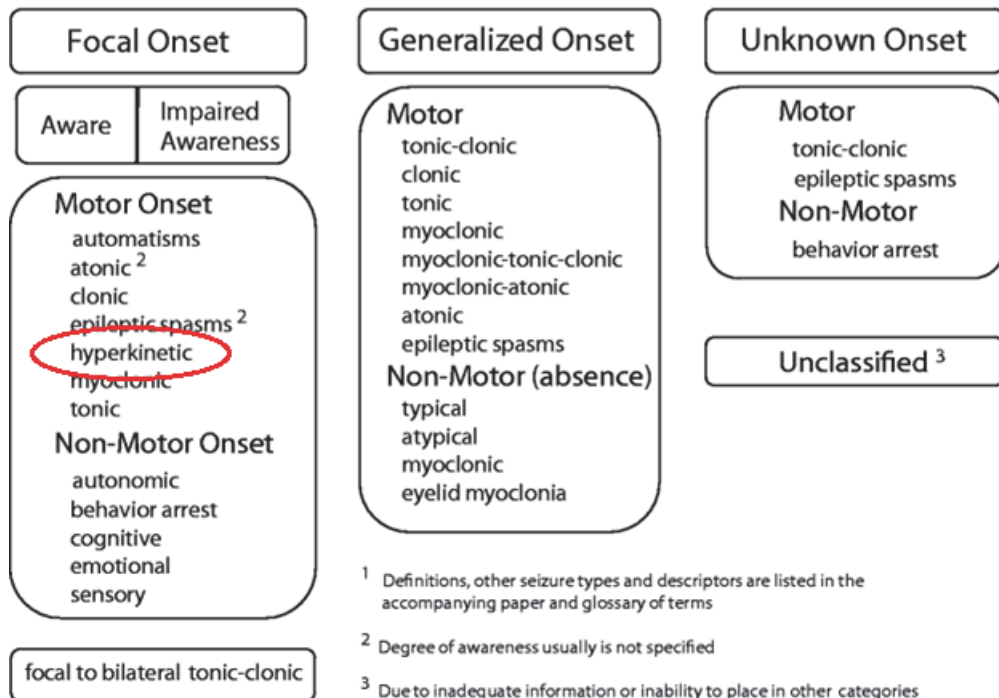 Focal Onset
Aware
Impaired
Awareness
Motor Onset
automatisms
atonic ²
clonic
epileptic spasms ²
hyperkinetic
myoclonic
tonic
Non-Motor Onset
autonomic
behavior arrest
cognitive
emotional
sensory
focal to bilateral tonic-clonic
Generalized Onset
Motor
tonic-clonic
clonic
tonic
myoclonic
myoclonic-tonic-clonic
myoclonic-atonic
atonic
epileptic spasms
Non-Motor (absence)
typical
atypical
myoclonic
eyelid myoclonia
Unknown Onset
Motor
tonic-clonic
epileptic spasms
Non-Motor
behavior arrest
Unclassified ³
¹ Definitions, other seizure types and descriptors are listed in the
accompanying paper and glossary of terms
² Degree of awareness usually is not specified
³ Due to inadequate information or inability to place in other categories